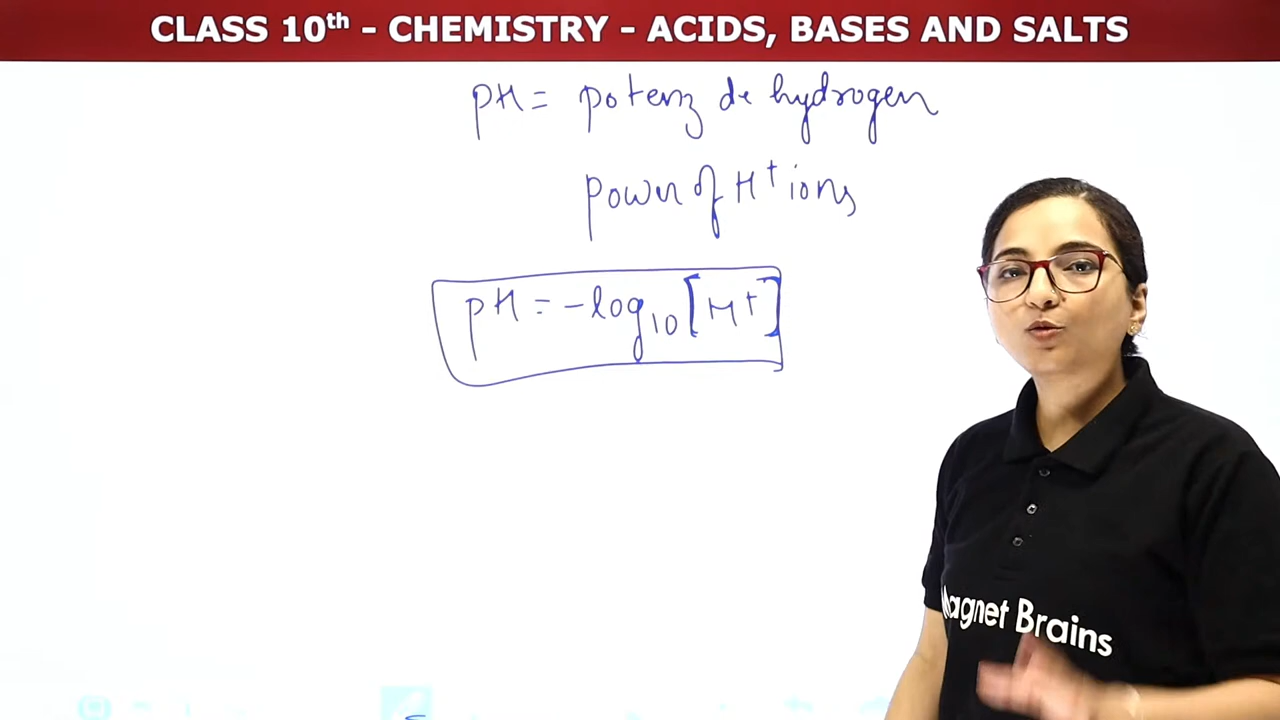 CLASS 10th - CHEMISTRY - ACIDS, BASES AND SALTS
pH = potenz de hydrogen
power of H+ ions
pH = -log10 [H+]
Magnet Brains